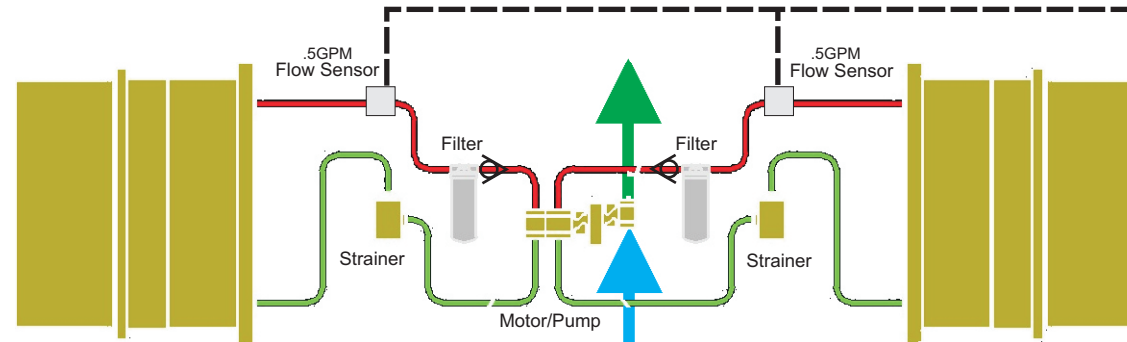 .5GPM
Flow Sensor
.5GPM
Flow Sensor
Filter
Filter
Strainer
Strainer
Motor/Pump